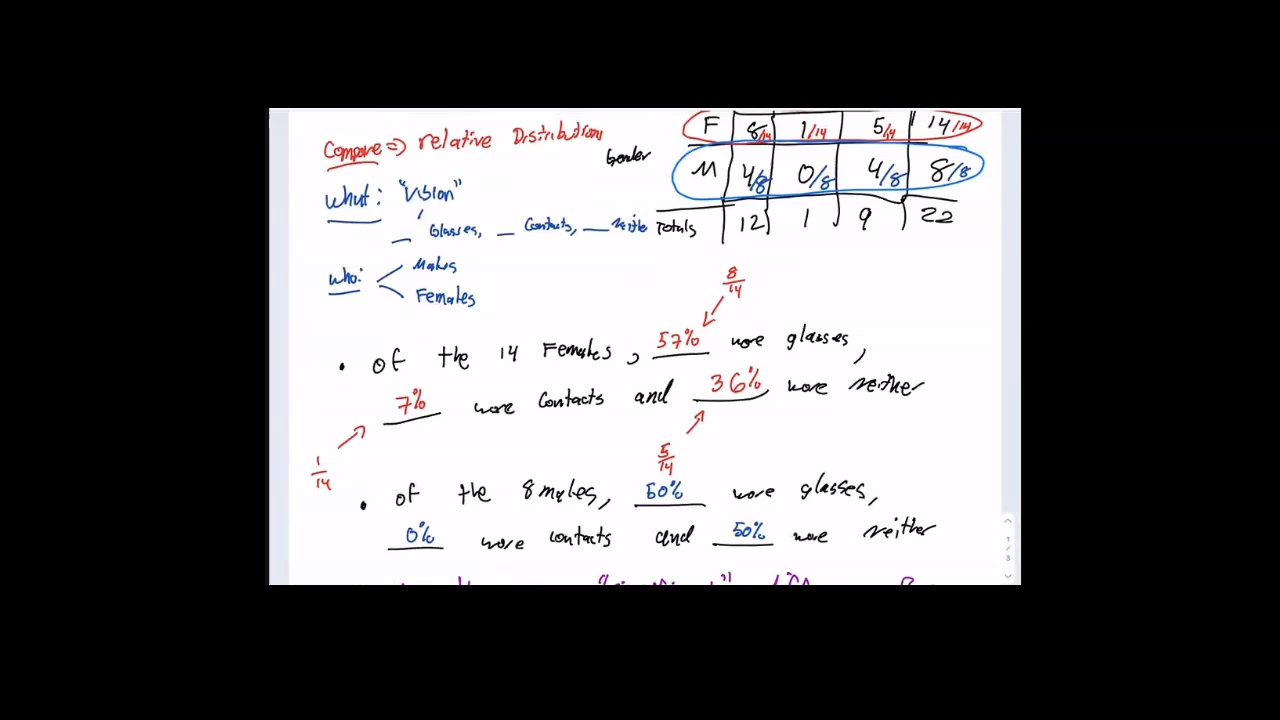 Compare => relative Distributions
What: "Vision"
Glasses, Contacts, neither
who: Males
Females
Gender
F 8/14 1/14 5/14 14/14
M 4/8 0/8 4/8 8/8
Totals 12 1 9 22
8/14
• of the 14 Females, 57% wore glasses,
7% wore contacts and 36% wore neither
1/14
5/14
• of the 8 males, 50% wore glasses,
0% wore contacts and 50% wore neither
1
/
3